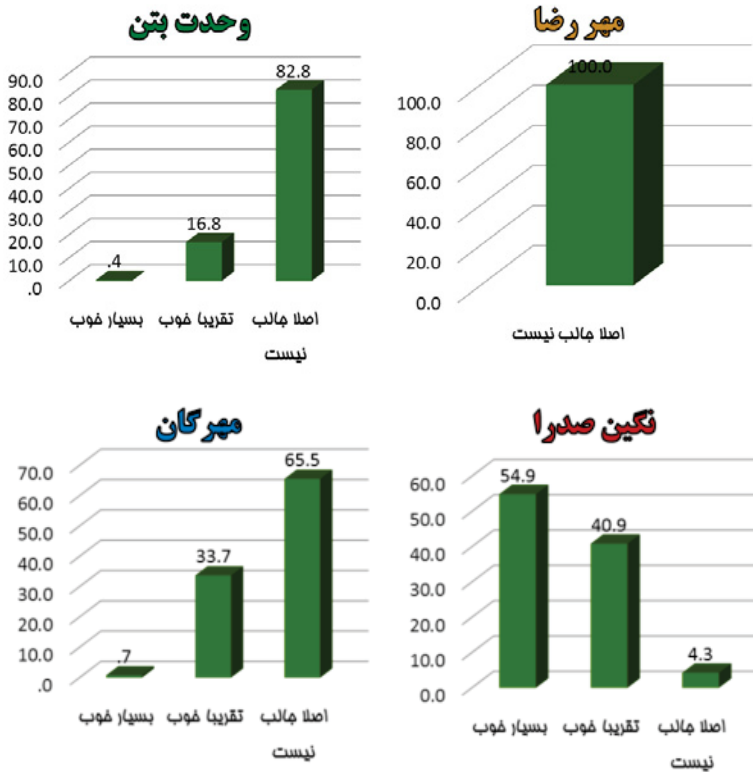 مهر رضا
100.0
100.0
80.0
60.0
40.0
20.0
0.0
اصلا جالب نیست
وحدت بتن
90.0
80.0
70.0
60.0
50.0
40.0
30.0
20.0
10.0
.0
.4
16.8
82.8
بسیار خوب
تقریبا خوب
اصلا جالب
نیست
نگین صدرا
60.0
50.0
40.0
30.0
20.0
10.0
0.0
54.9
40.9
4.3
بسیار خوب
تقریبا خوب
اصلا جالب
نیست
مهرگان
70.0
60.0
50.0
40.0
30.0
20.0
10.0
.0
.7
33.7
65.5
بسیار خوب
تقریبا خوب
اصلا جالب
نیست